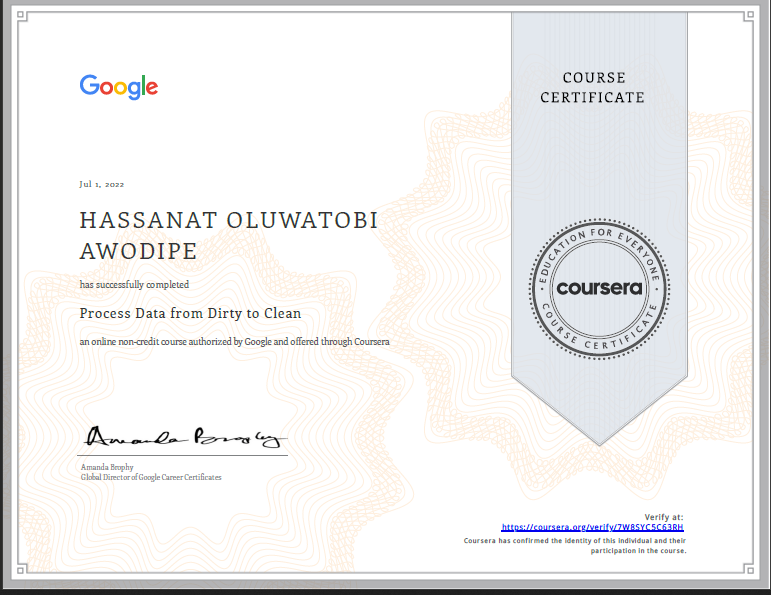 Google
COURSE
CERTIFICATE
Jul 1, 2022
HASSANAT OLUWATOBI
AWODIPE
has successfully completed
Process Data from Dirty to Clean
an online non-credit course authorized by Google and offered through Coursera
EDUCATION FOR EVERYONE
coursera
COURSE CERTIFICATE
Amanda Brophy
Amanda Brophy
Global Director of Google Career Certificates
Verify at:
https://coursera.org/verify/7W8SYC5C63RH
Coursera has confirmed the identity of this individual and their
participation in the course.